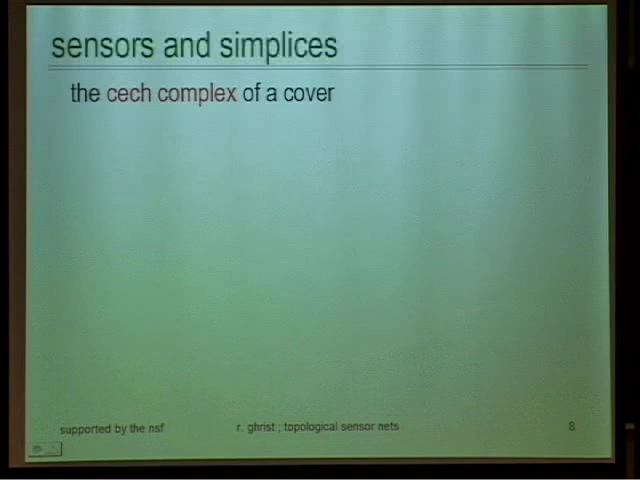 sensors and simplices
the cech complex of a cover
supported by the nsf
r. ghrist ; topological sensor nets
8